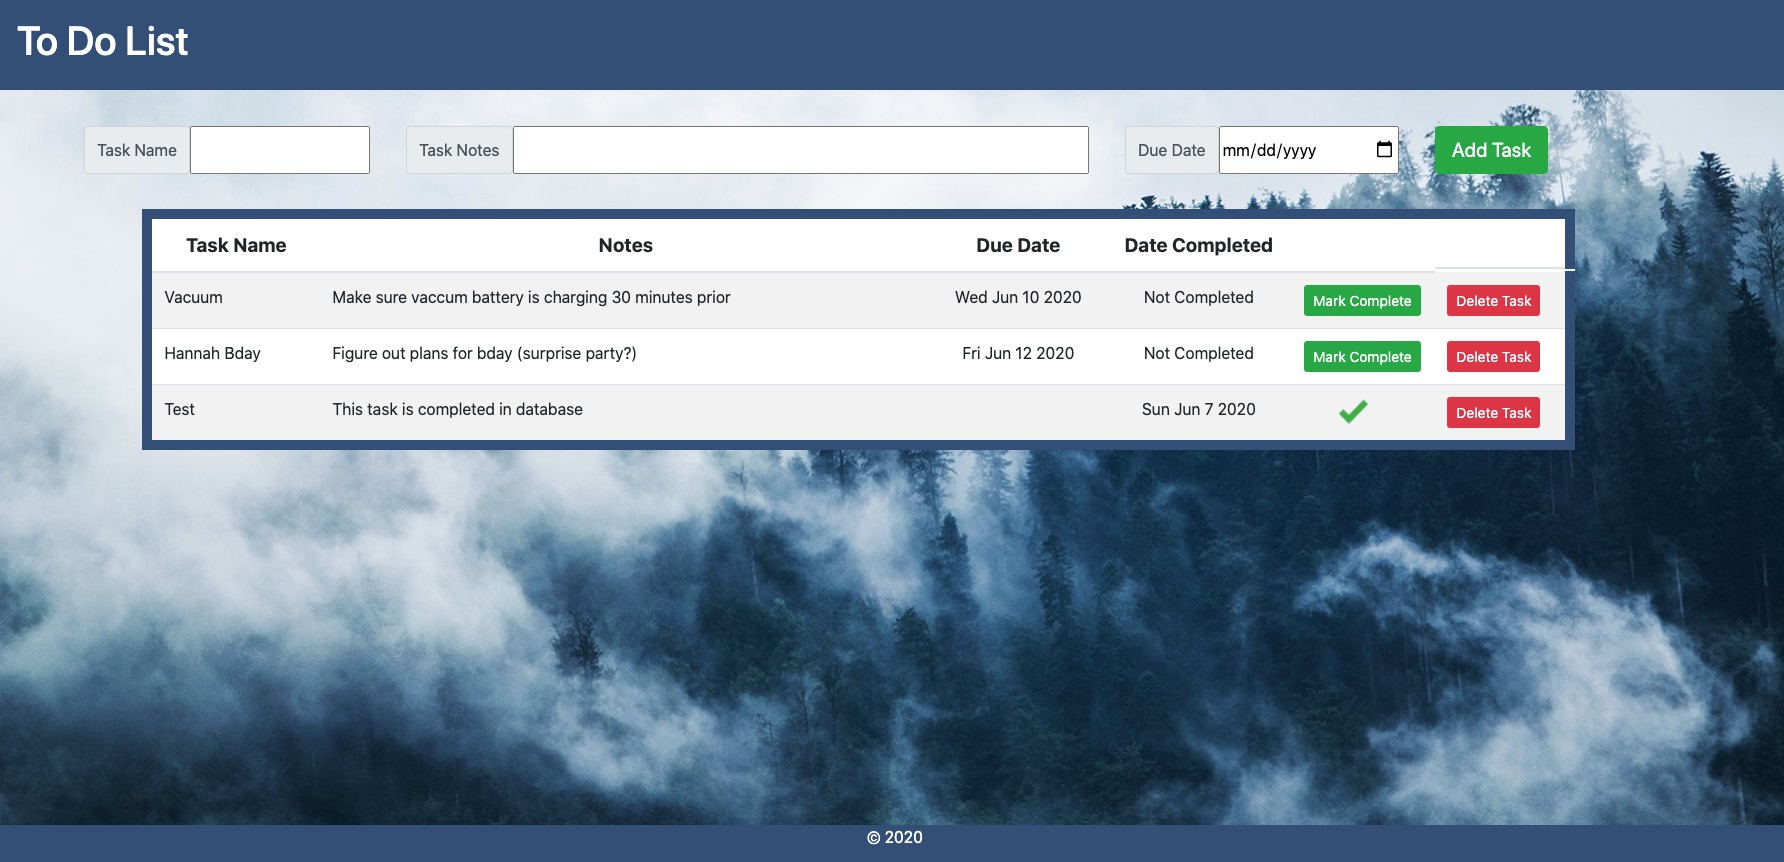 To Do List
Task Name Task Notes Due Date mm/dd/yyyy Add Task
Task Name Notes Due Date Date Completed
Vacuum Make sure vaccum battery is charging 30 minutes prior Wed Jun 10 2020 Not Completed Mark Complete Delete Task
Hannah Bday Figure out plans for bday (surprise party?) Fri Jun 12 2020 Not Completed Mark Complete Delete Task
Test This task is completed in database Sun Jun 7 2020 Delete Task
© 2020